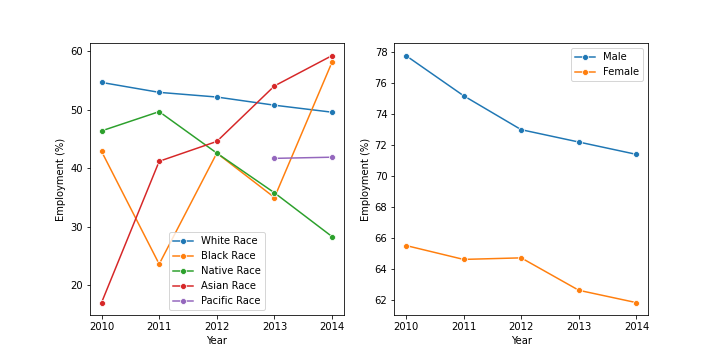 Employment (%)
60
50
40
30
20
2010 2011 2012 2013 2014
Year
White Race
Black Race
Native Race
Asian Race
Pacific Race
Employment (%)
78
76
74
72
70
68
66
64
62
2010 2011 2012 2013 2014
Year
Male
Female